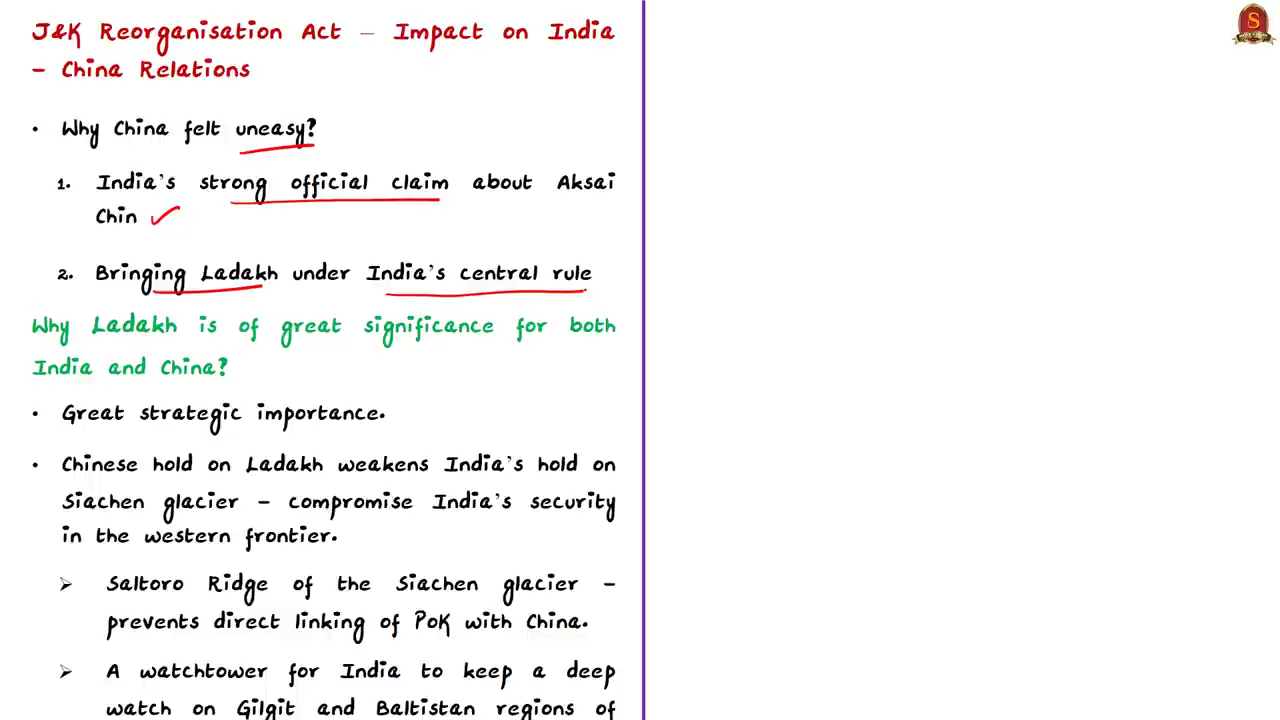 J&K Reorganisation Act – Impact on India
– China Relations
• Why China felt uneasy?
1. India's strong official claim about Aksai
Chin
2. Bringing Ladakh under India's central rule
Why Ladakh is of great significance for both
India and China?
• Great strategic importance.
• Chinese hold on Ladakh weakens India's hold on
Siachen glacier – compromise India's security
in the western frontier.
➢ Saltoro Ridge of the Siachen glacier –
prevents direct linking of PoK with China.
➢ A watchtower for India to keep a deep
watch on Gilgit and Baltistan regions of
S